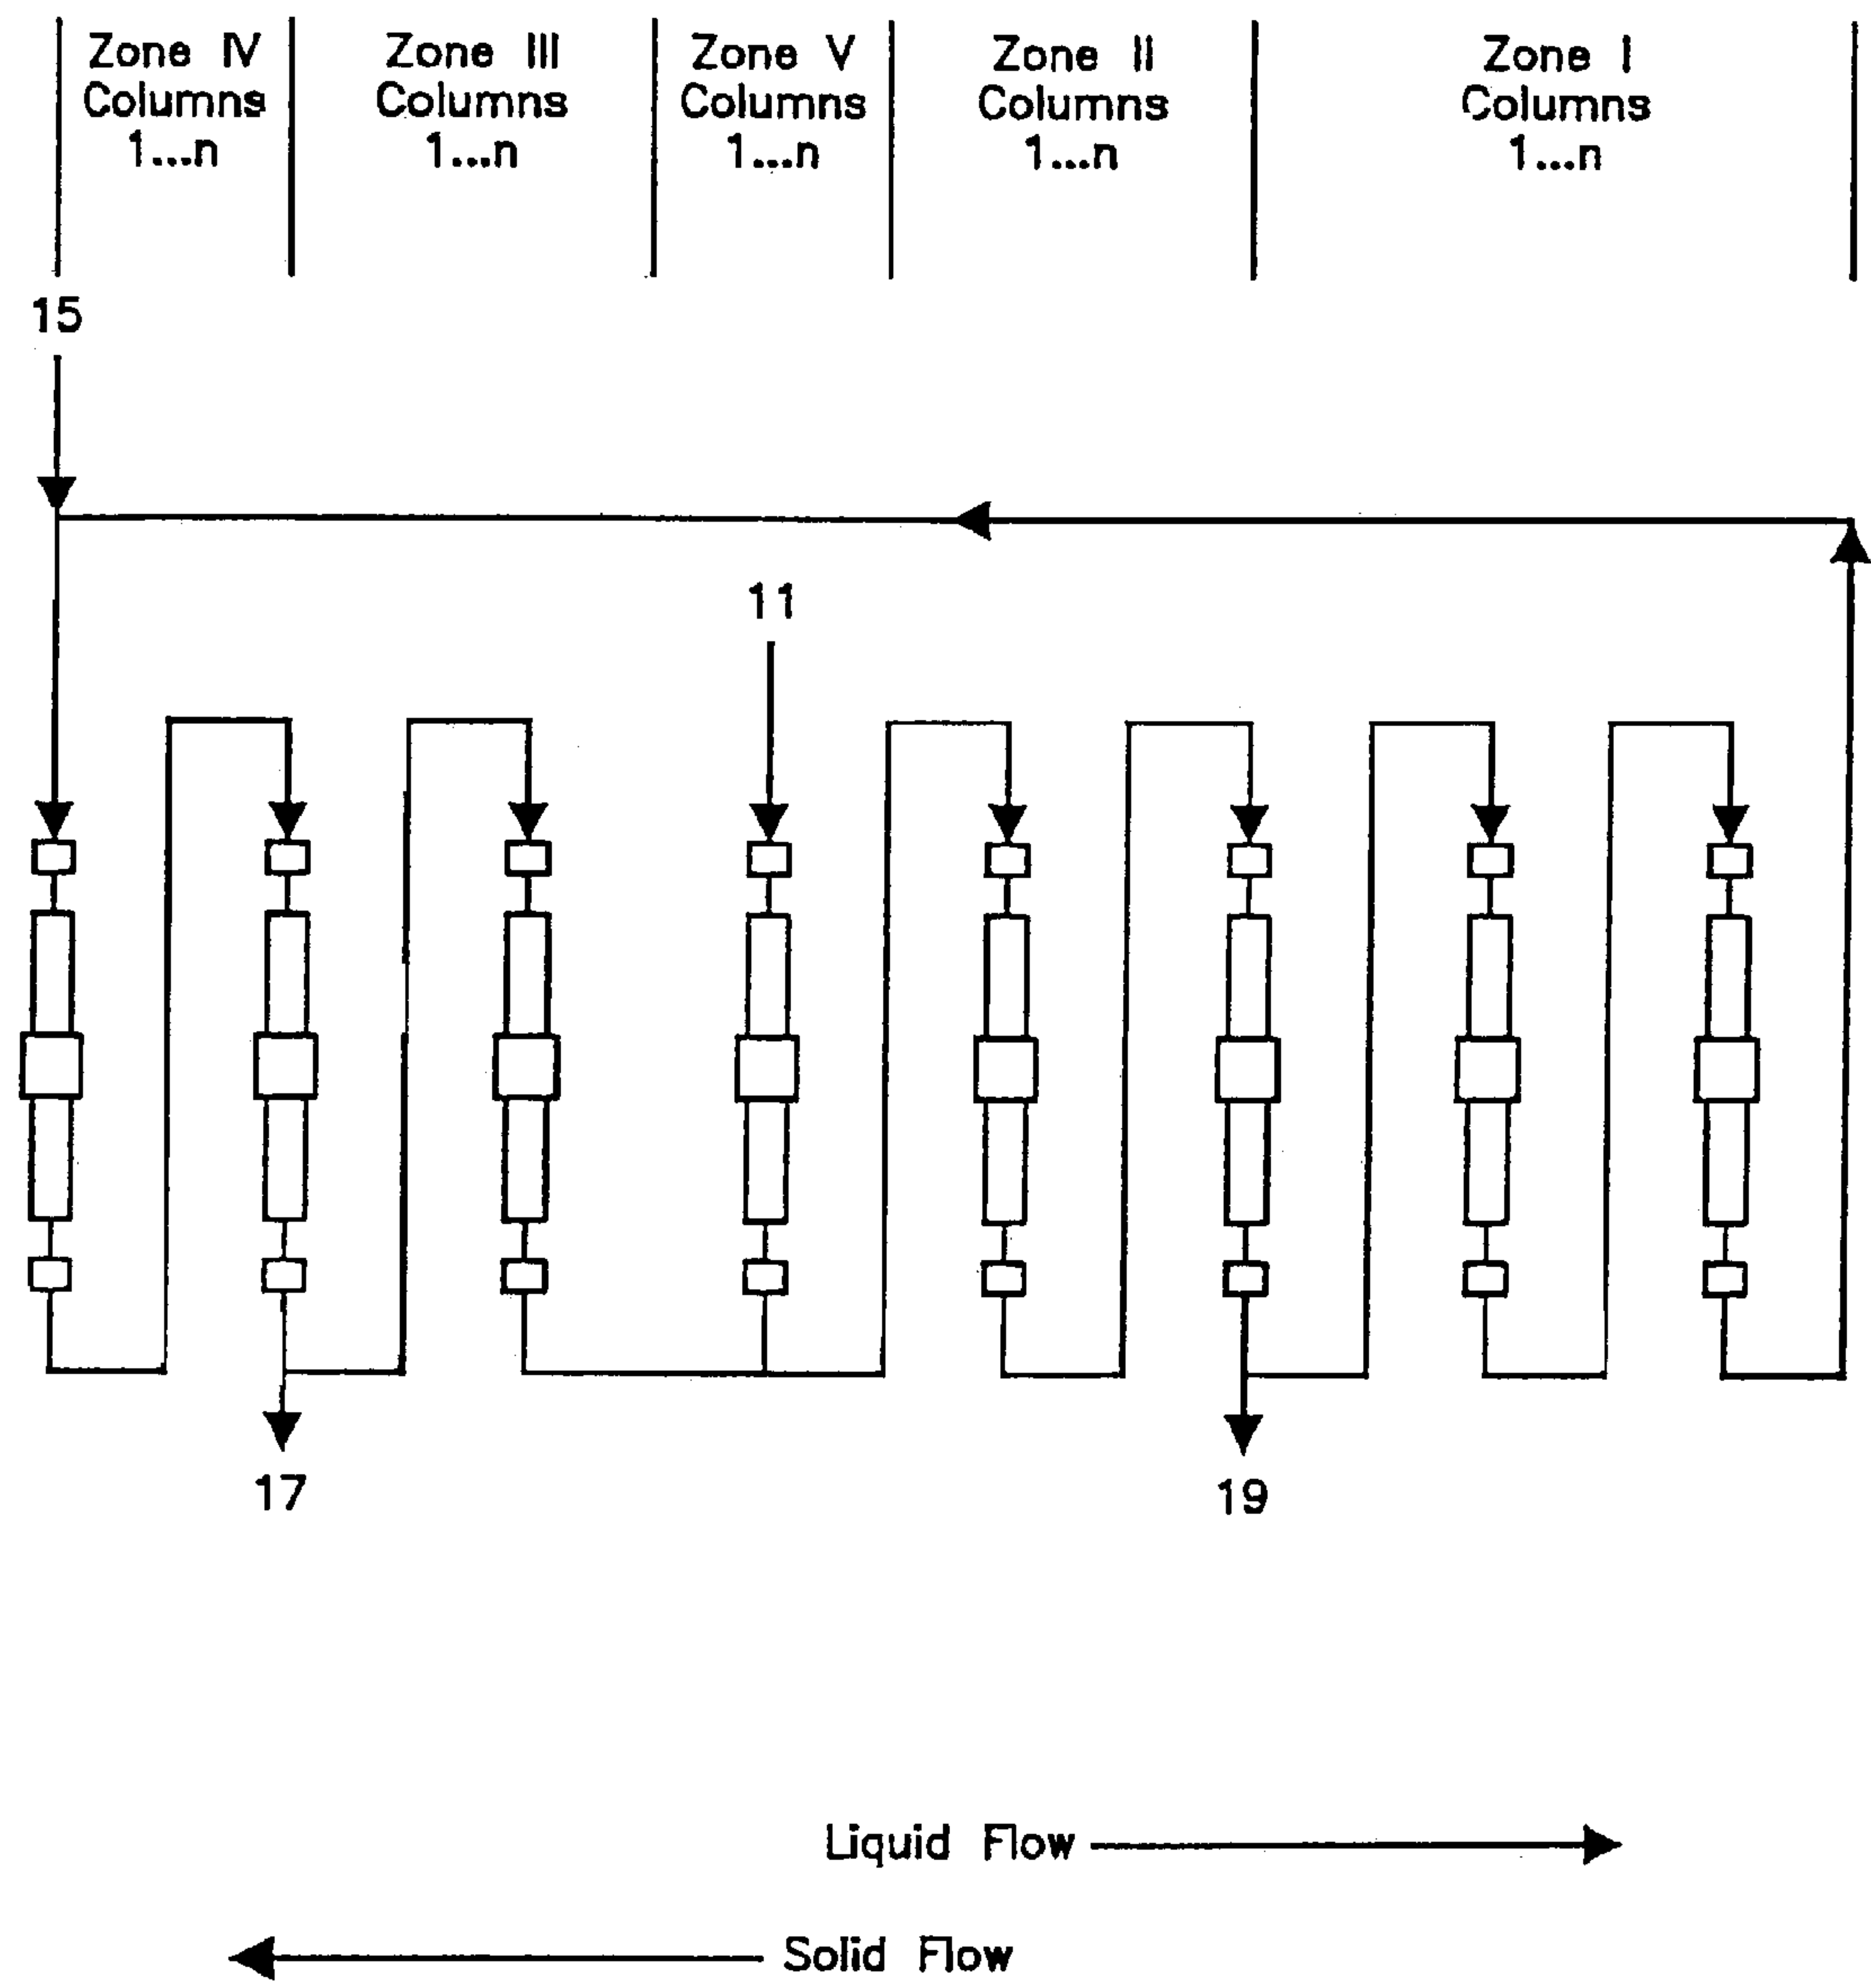 Zone IV
Columns
1...n
Zone III
Columns
1...n
Zone V
Columns
1...n
Zone II
Columns
1...n
Zone I
Columns
1...n
15
11
17
19
Liquid Flow
Solid Flow